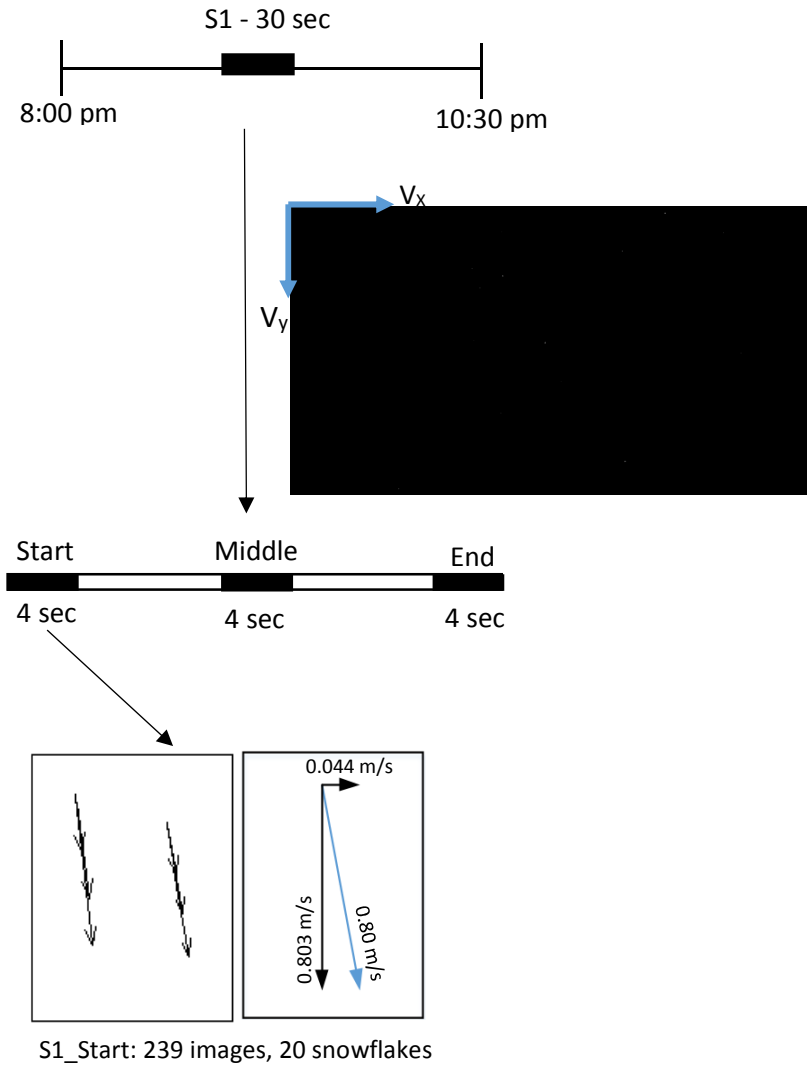 S1 - 30 sec
8:00 pm
10:30 pm
Vx
Vy
Start
Middle
End
4 sec
4 sec
4 sec
0.044 m/s
0.803 m/s
0.80 m/s
S1_Start: 239 images, 20 snowflakes